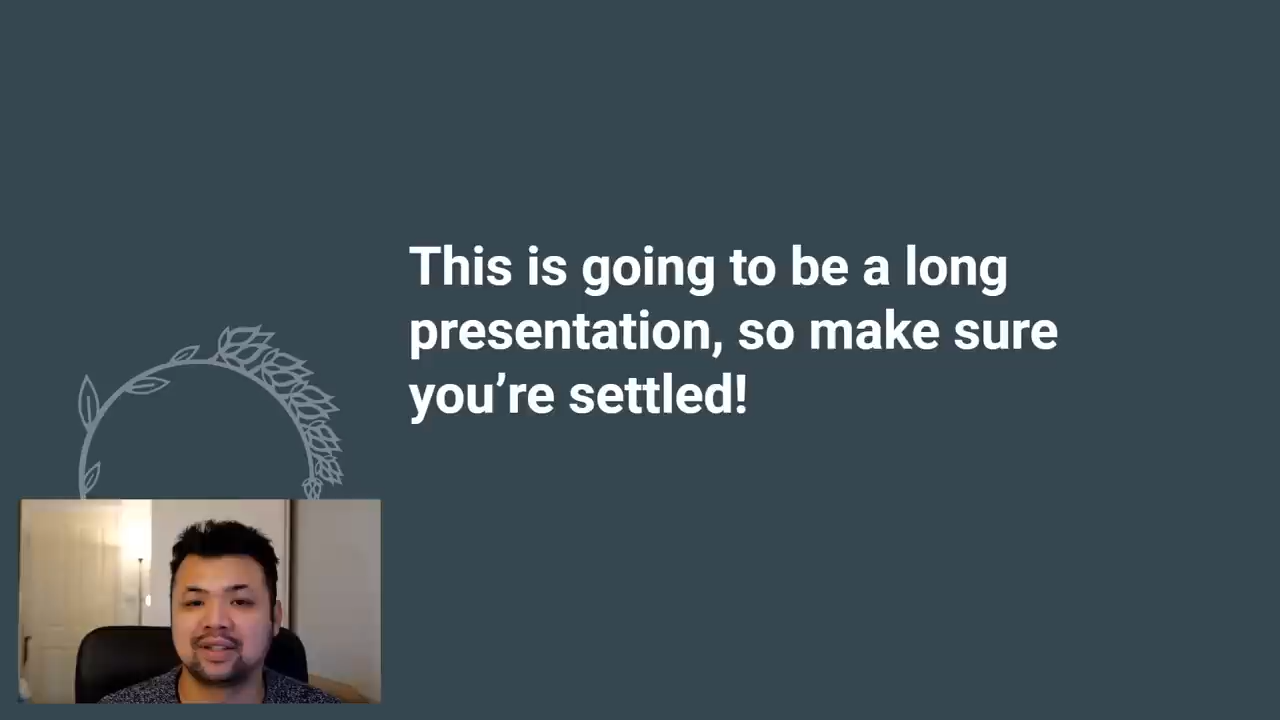 This is going to be a long
presentation, so make sure
you’re settled!